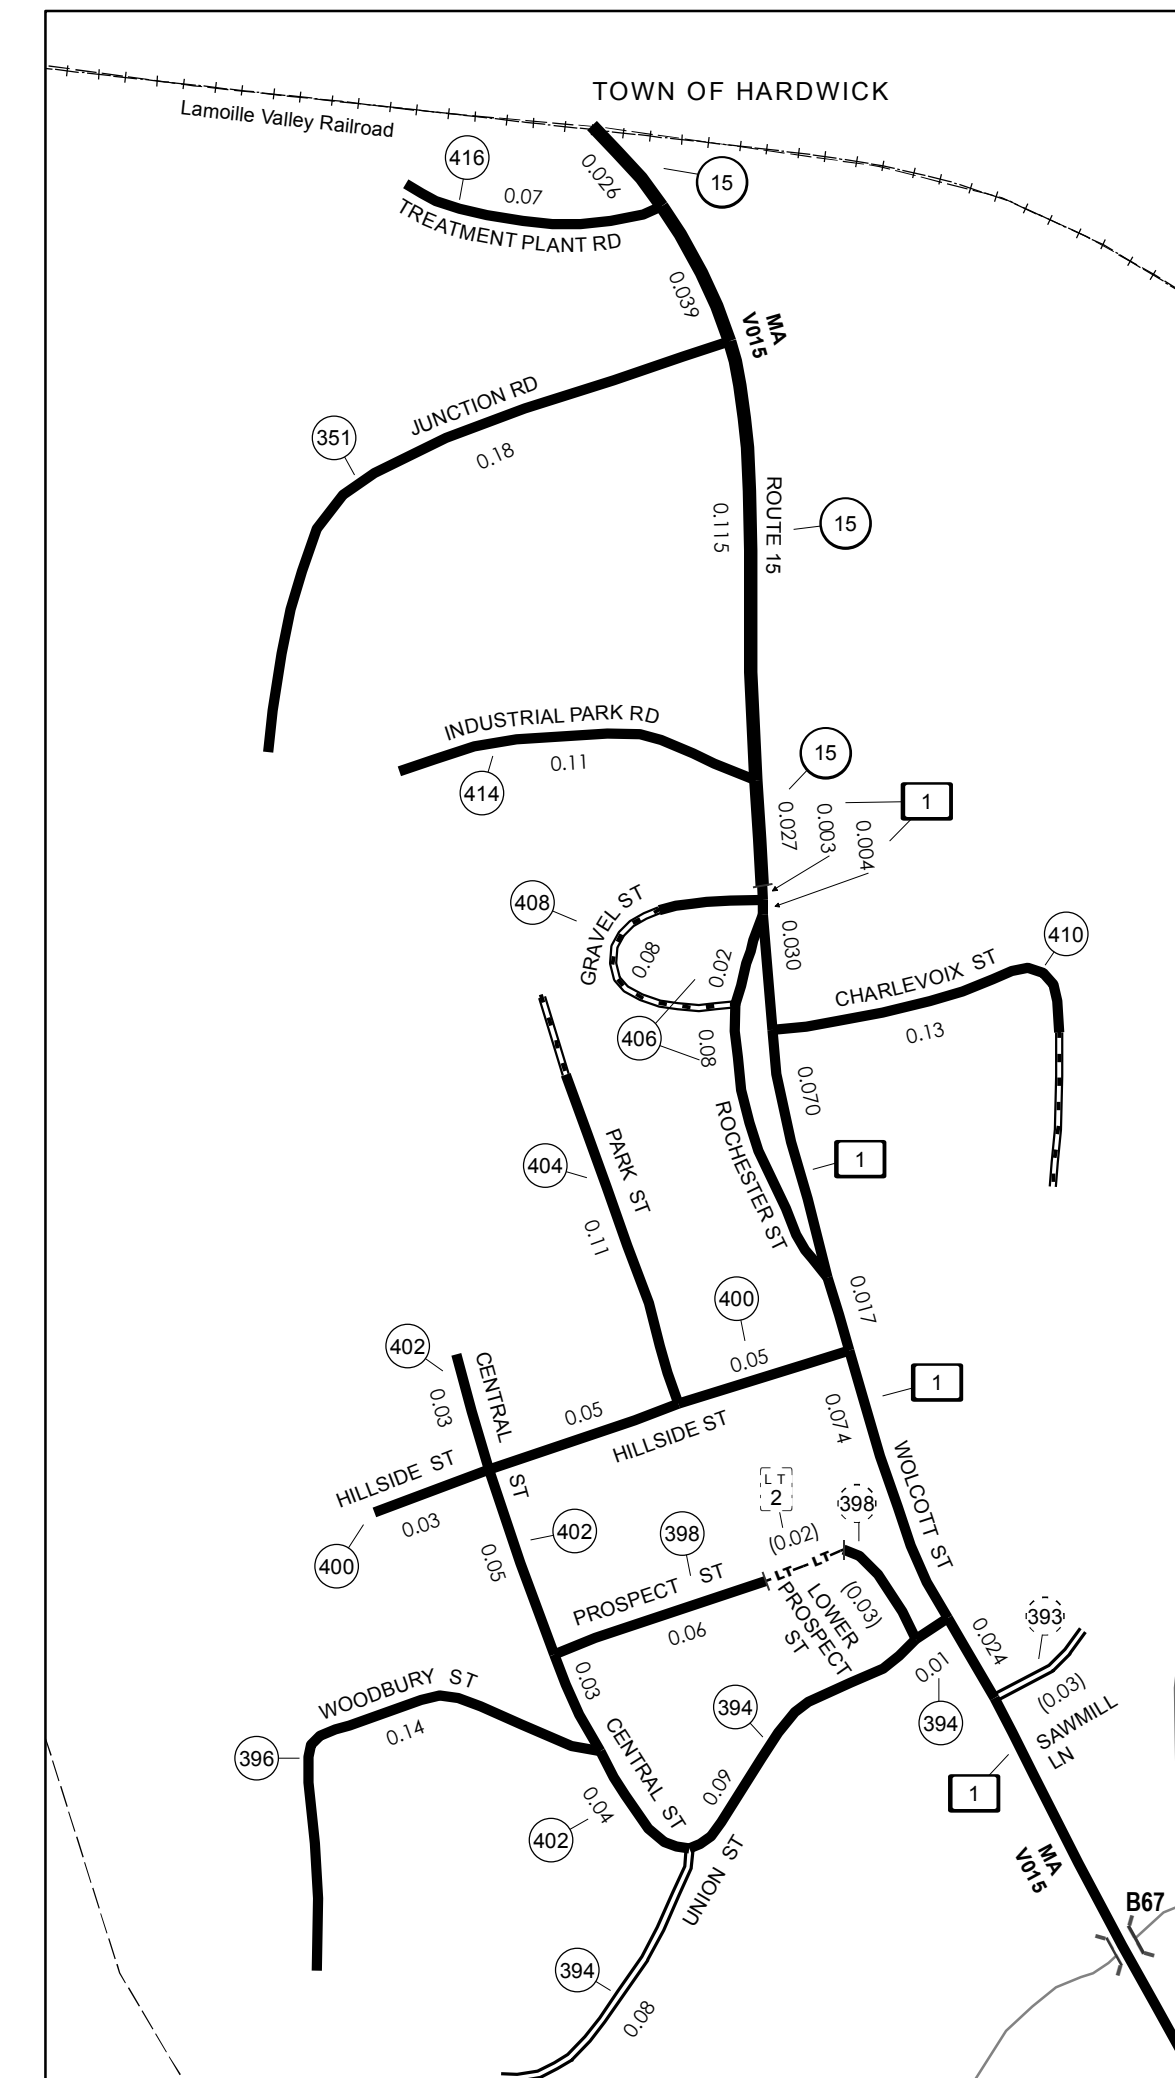 TOWN OF HARDWICK
Lamoille Valley Railroad
416
0.07
0.026
15
TREATMENT PLANT RD
0.039
MA
V015
JUNCTION RD
351
0.18
ROUTE 15
0.115
15
INDUSTRIAL PARK RD
0.11
414
15
1
0.027
0.003
0.004
408
GRAVEL ST
0.08
0.02
0.030
410
CHARLEVOIX ST
0.13
406
0.08
0.070
ROCHESTER ST
1
404
PARK ST
0.11
0.017
400
0.05
402
CENTRAL ST
0.03
1
0.05
HILLSIDE ST
0.074
HILLSIDE ST
0.03
400
WOLCOTT ST
LT
2
398
(0.02)
402
398
0.05
LT
LT
PROSPECT ST
0.06
LOWER
PROSPECT
ST
(0.03)
393
0.024
0.01
(0.03)
SAWMILL
LN
0.03
WOODBURY ST
0.14
396
394
394
CENTRAL ST
0.09
0.04
402
1
UNION ST
MA
V015
B67
394
0.08